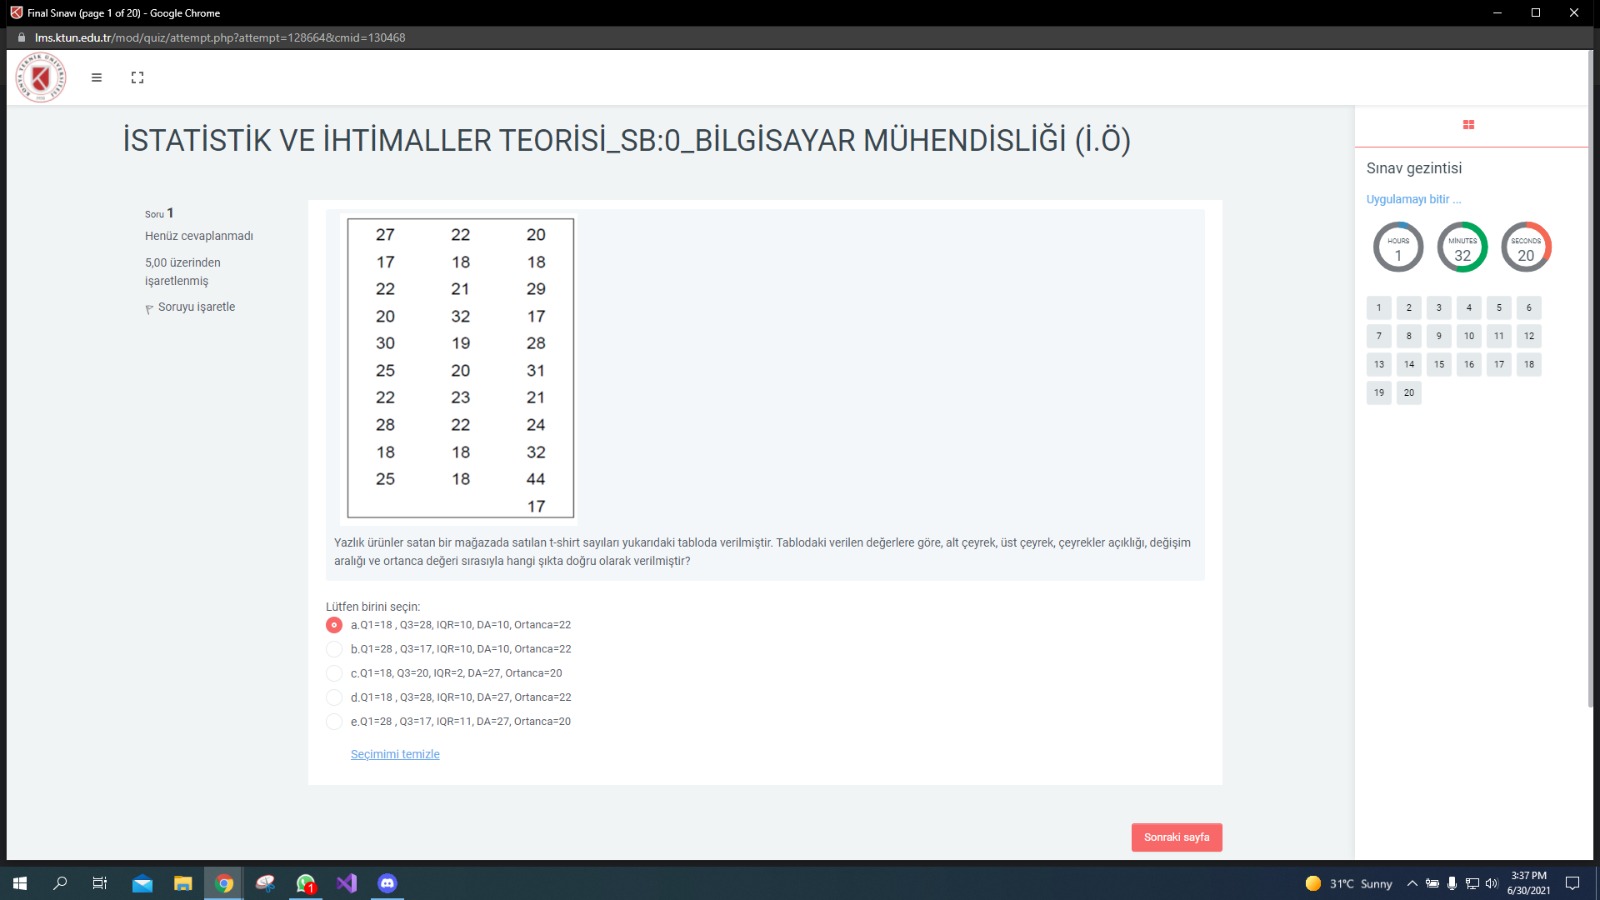 Final Sınavı (page 1 of 20) - Google Chrome
lms.ktun.edu.tr/mod/quiz/attempt.php?attempt=128664&cmid=130468
İSTATİSTİK VE İHTİMALLER TEORİSİ_SB:0_BİLGİSAYAR MÜHENDİSLİĞİ (İ.Ö)
Soru 1
Henüz cevaplanmadı
5,00 üzerinden
işaretlenmiş
Soruyu işaretle
27 22 20
17 18 18
22 21 29
20 32 17
30 19 28
25 20 31
22 23 21
28 22 24
18 18 32
25 18 44
17
Yazlık ürünler satan bir mağazada satılan t-shirt sayıları yukarıdaki tabloda verilmiştir. Tablodaki verilen değerlere göre, alt çeyrek, üst çeyrek, çeyrekler açıklığı, değişim
aralığı ve ortanca değeri sırasıyla hangi şıkta doğru olarak verilmiştir?
Lütfen birini seçin:
a.Q1=18 , Q3=28, IQR=10, DA=10, Ortanca=22
b.Q1=28 , Q3=17, IQR=10, DA=10, Ortanca=22
c.Q1=18, Q3=20, IQR=2, DA=27, Ortanca=20
d.Q1=18 , Q3=28, IQR=10, DA=27, Ortanca=22
e.Q1=28 , Q3=17, IQR=11, DA=27, Ortanca=20
Seçimimi temizle
Sonraki sayfa
Sınav gezintisi
Uygulamayı bitir ...
HOURS MINUTES SECONDS
1 32 20
1 2 3 4 5 6
7 8 9 10 11 12
13 14 15 16 17 18
19 20
1
31°C Sunny
3:37 PM
6/30/2021